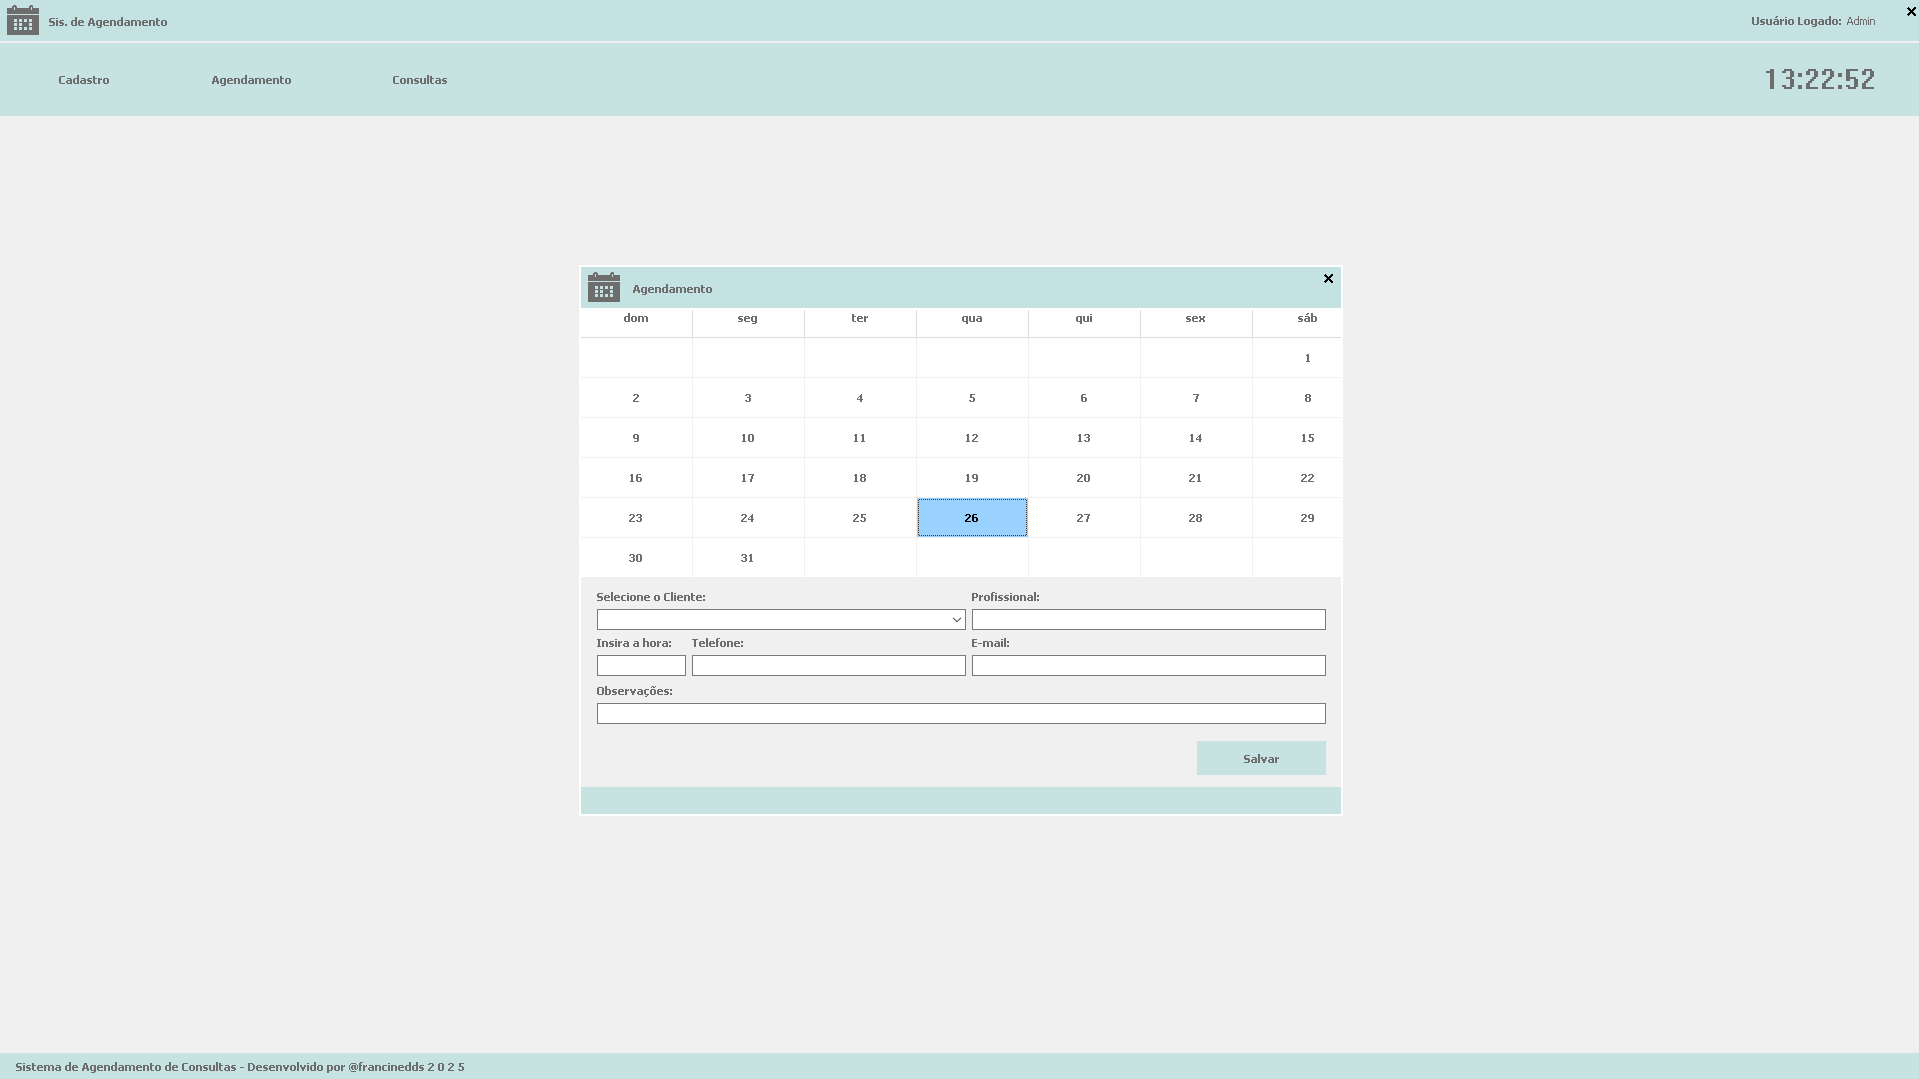 Sis. de Agendamento
Usuário Logado: Admin
Cadastro Agendamento Consultas
13:22:52
Agendamento
dom seg ter qua qui sex sáb
1
2 3 4 5 6 7 8
9 10 11 12 13 14 15
16 17 18 19 20 21 22
23 24 25 26 27 28 29
30 31
Selecione o Cliente: Profissional:
Insira a hora: Telefone: E-mail:
Observações:
Salvar
Sistema de Agendamento de Consultas - Desenvolvido por @francinedds 2 0 2 5